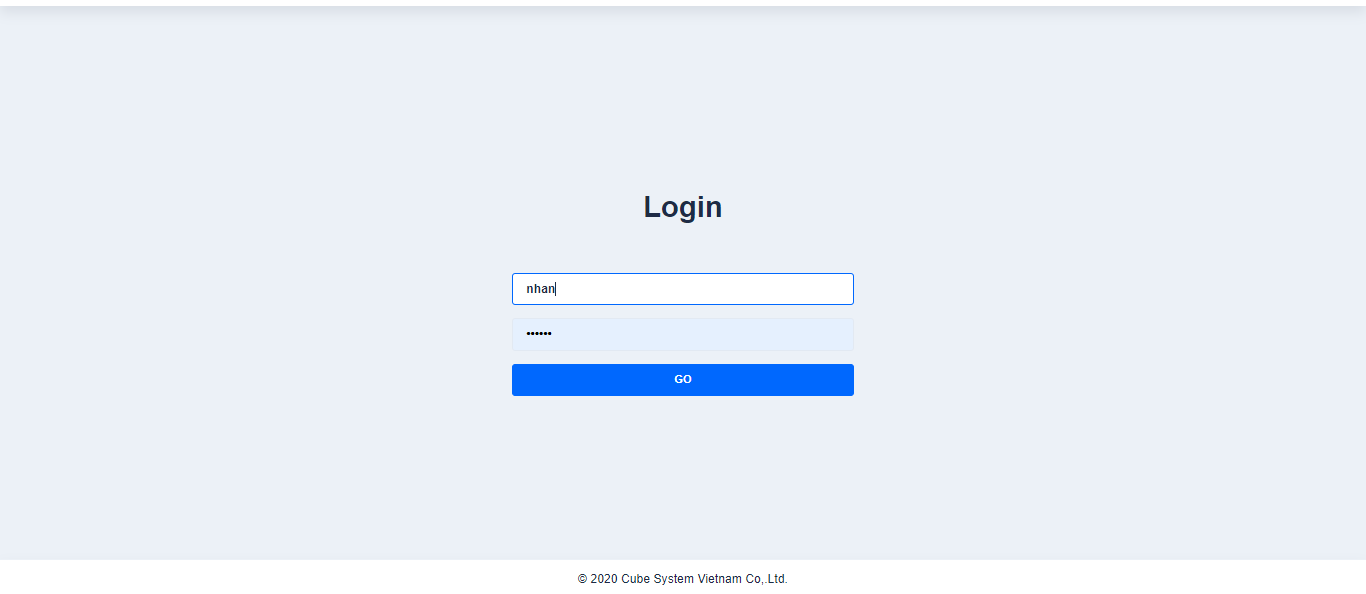 Login
nhan
••••••
GO
© 2020 Cube System Vietnam Co,.Ltd.